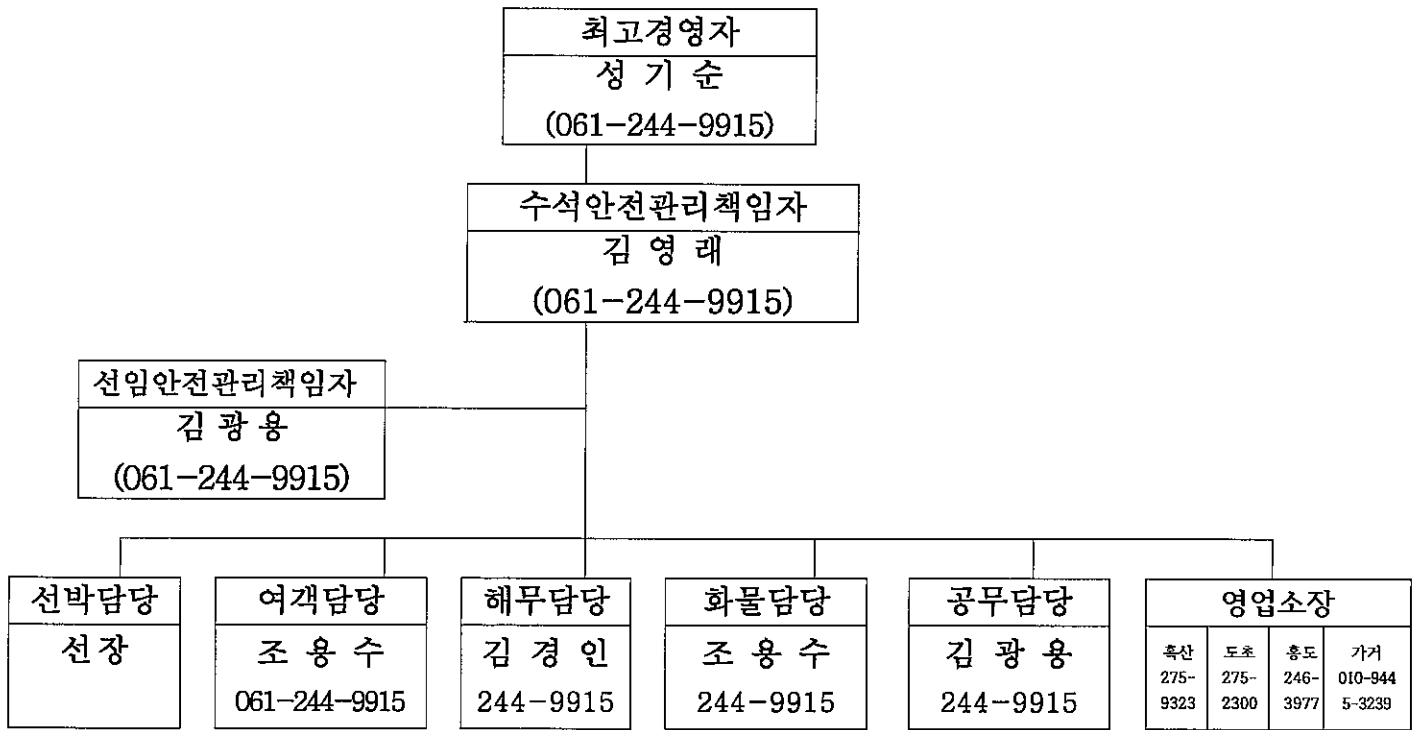 최고경영자
성 기 순
(061-244-9915)
수석안전관리책임자
김 영 래
(061-244-9915)
선임안전관리책임자
김 광 용
(061-244-9915)
선박담당
선장
여객담당
조 용 수
061-244-9915
해무담당
김 경 인
244-9915
화물담당
조 용 수
244-9915
공무담당
김 광 용
244-9915
영업소장
흑산
275-
9323
도초
275-
2300
홍도
246-
3977
가거
010-944
5-3239